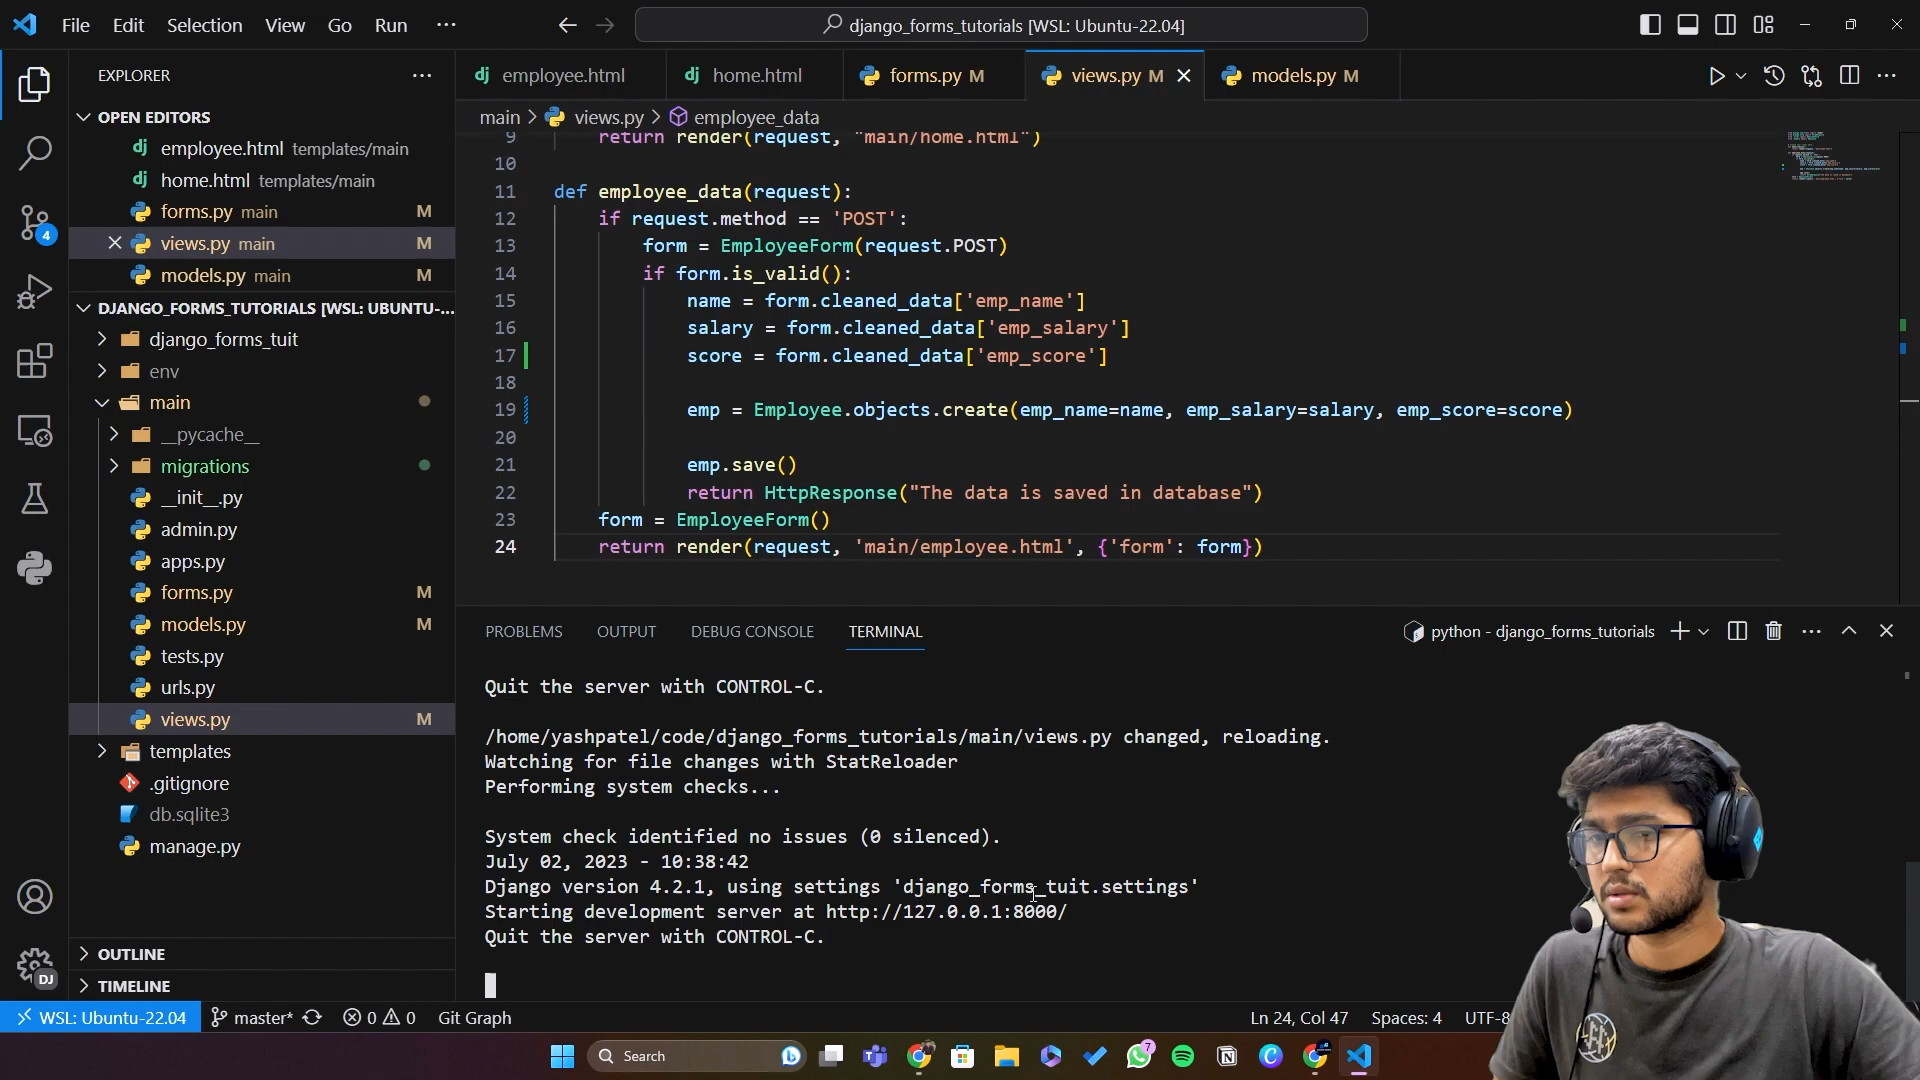 File Edit Selection View Go Run ···
django_forms_tutorials [WSL: Ubuntu-22.04]
EXPLORER
OPEN EDITORS
employee.html templates/main
home.html templates/main
forms.py main M
views.py main M
models.py main M
DJANGO_FORMS_TUTORIALS [WSL: UBUNTU-...
django_forms_tuit
env
main
__pycache__
migrations
__init__.py
admin.py
apps.py
forms.py M
models.py M
tests.py
urls.py
views.py M
templates
.gitignore
db.sqlite3
manage.py
OUTLINE
TIMELINE
4
DJ
employee.html home.html forms.py M views.py M models.py M
main > views.py > employee_data
9 return render(request, "main/home.html")
10
11 def employee_data(request):
12 if request.method == 'POST':
13 form = EmployeeForm(request.POST)
14 if form.is_valid():
15 name = form.cleaned_data['emp_name']
16 salary = form.cleaned_data['emp_salary']
17 score = form.cleaned_data['emp_score']
18
19 emp = Employee.objects.create(emp_name=name, emp_salary=salary, emp_score=score)
20
21 emp.save()
22 return HttpResponse("The data is saved in database")
23 form = EmployeeForm()
24 return render(request, 'main/employee.html', {'form': form})
PROBLEMS OUTPUT DEBUG CONSOLE TERMINAL
python - django_forms_tutorials
Quit the server with CONTROL-C.
/home/yashpatel/code/django_forms_tutorials/main/views.py changed, reloading.
Watching for file changes with StatReloader
Performing system checks...
System check identified no issues (0 silenced).
July 02, 2023 - 10:38:42
Django version 4.2.1, using settings 'django_forms_tuit.settings'
Starting development server at http://127.0.0.1:8000/
Quit the server with CONTROL-C.
WSL: Ubuntu-22.04 master* 0 0 Git Graph
Ln 24, Col 47 Spaces: 4 UTF-8
Search
7